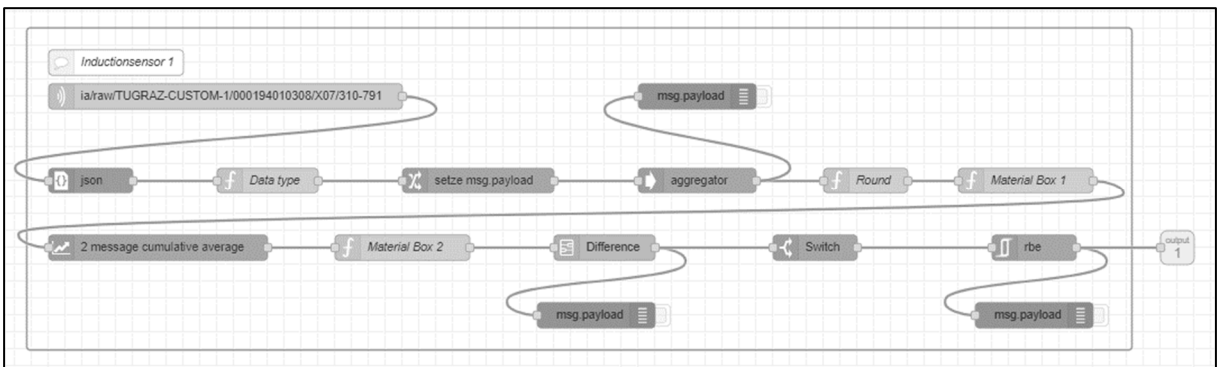 Inductionsensor 1
ia/raw/TUGRAZ-CUSTOM-1/000194010308/X07/310-791
msg.payload
json
Data type
setze msg.payload
aggregator
Round
Material Box 1
2 message cumulative average
Material Box 2
Difference
Switch
rbe
output
1
msg.payload
msg.payload